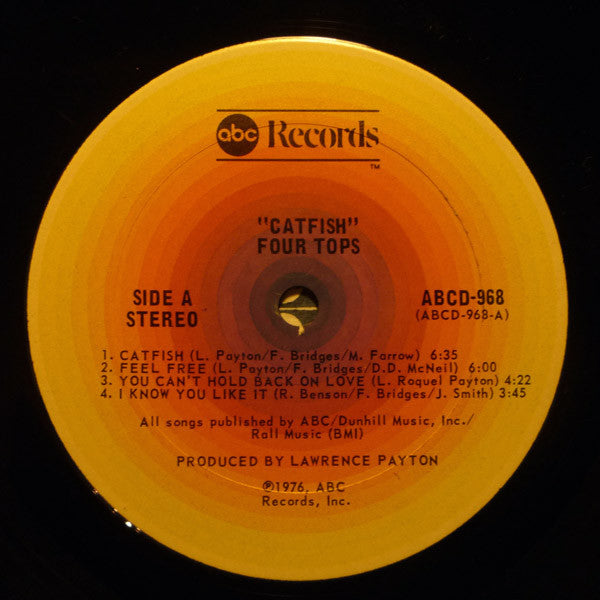 abc Records
TM
"CATFISH"
FOUR TOPS
SIDE A
STEREO
ABCD-968
(ABCD-968-A)
1. CATFISH (L. Payton/F. Bridges/M. Farrow) 6:35
2. FEEL FREE (L. Payton/F. Bridges/D.D. McNeil) 6:00
3. YOU CAN'T HOLD BACK ON LOVE (L. Roquel Payton) 4:22
4. I KNOW YOU LIKE IT (R. Benson/F. Bridges/J. Smith) 3:45
All songs published by ABC/Dunhill Music, Inc./
Rall Music (BMI)
PRODUCED BY LAWRENCE PAYTON
℗1976, ABC
Records, Inc.